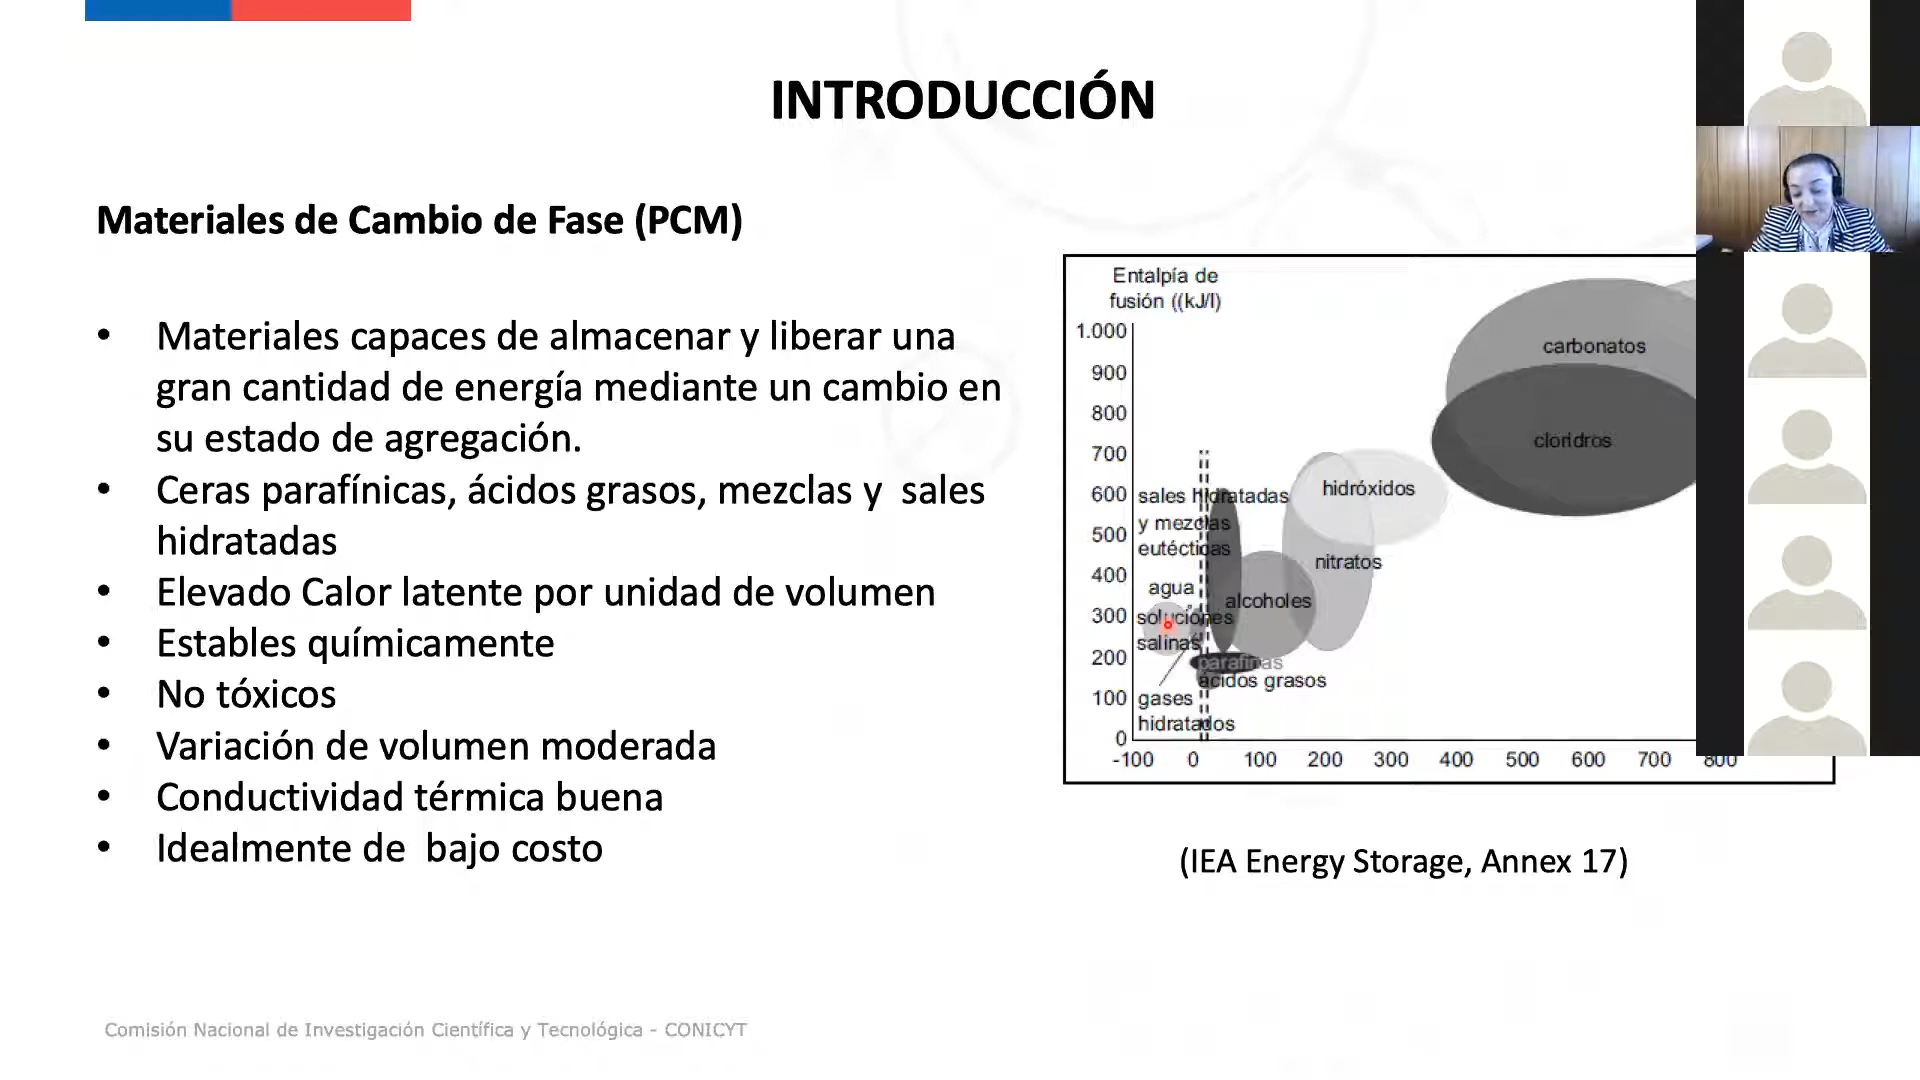 INTRODUCCIÓN
Materiales de Cambio de Fase (PCM)
• Materiales capaces de almacenar y liberar una
gran cantidad de energía mediante un cambio en
su estado de agregación.
• Ceras parafínicas, ácidos grasos, mezclas y sales
hidratadas
• Elevado Calor latente por unidad de volumen
• Estables químicamente
• No tóxicos
• Variación de volumen moderada
• Conductividad térmica buena
• Idealmente de bajo costo
Entalpía de
fusión ((kJ/l)
1.000
900
800
700
600
500
400
300
200
100
0
-100 0 100 200 300 400 500 600 700 800
carbonatos
cloridros
hidróxidos
sales hidratadas
y mezclas
eutécticas
nitratos
agua
alcoholes
soluciones
salinas
parafinas
ácidos grasos
gases
hidratados
(IEA Energy Storage, Annex 17)
Comisión Nacional de Investigación Científica y Tecnológica - CONICYT